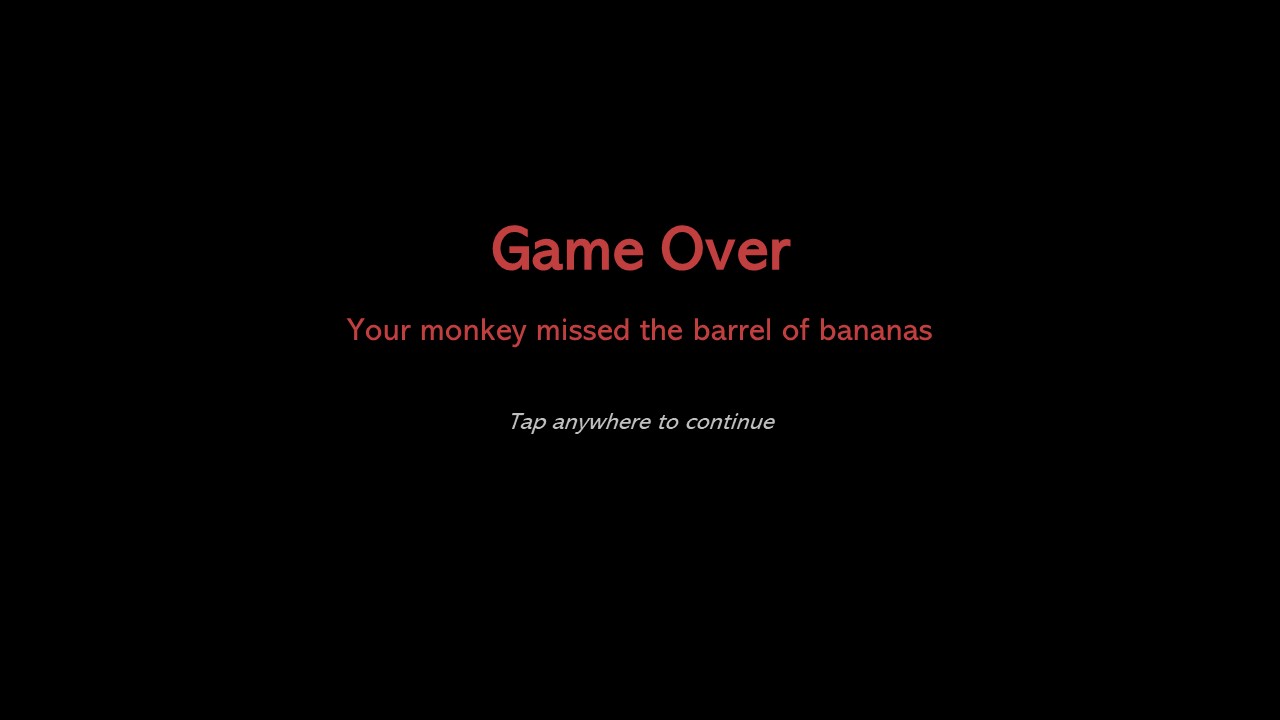 Game Over
Your monkey missed the barrel of bananas
Tap anywhere to continue